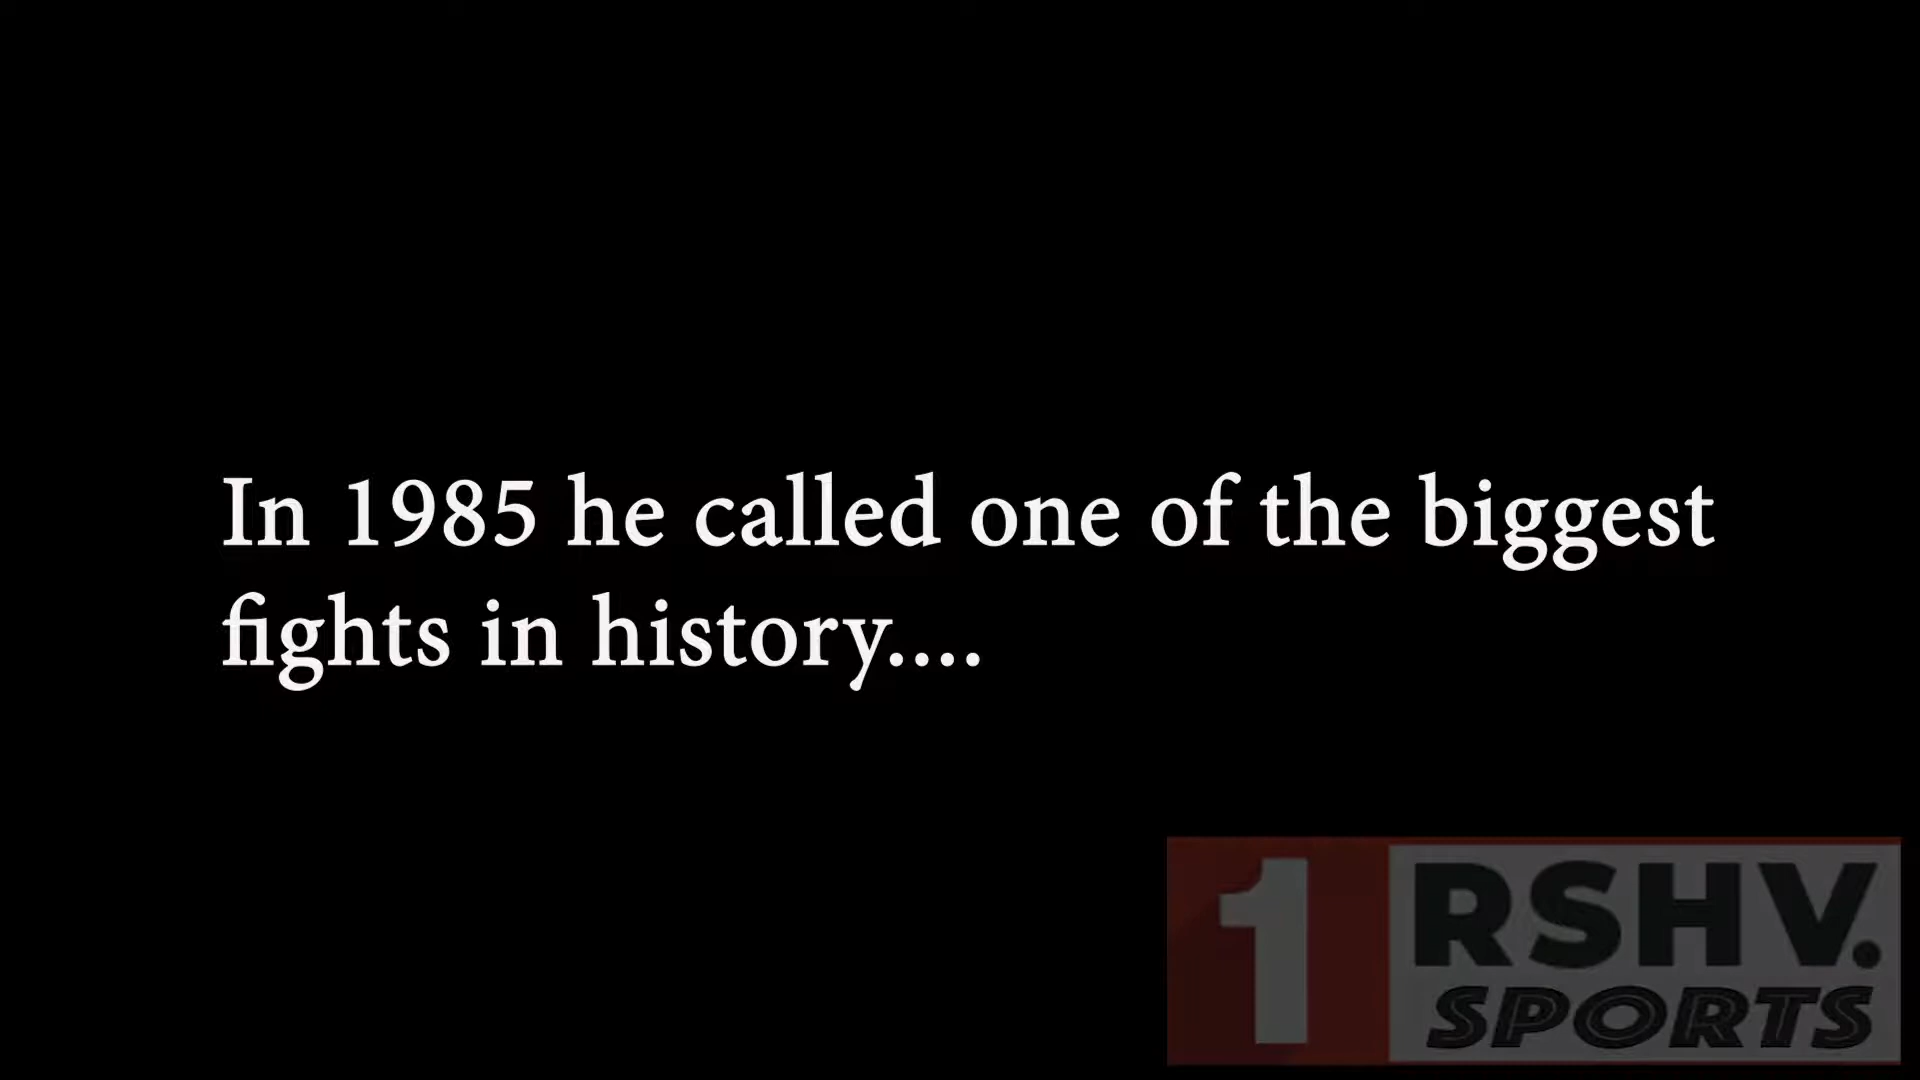 In 1985 he called one of the biggest
fights in history....
1 RSHV.
SPORTS